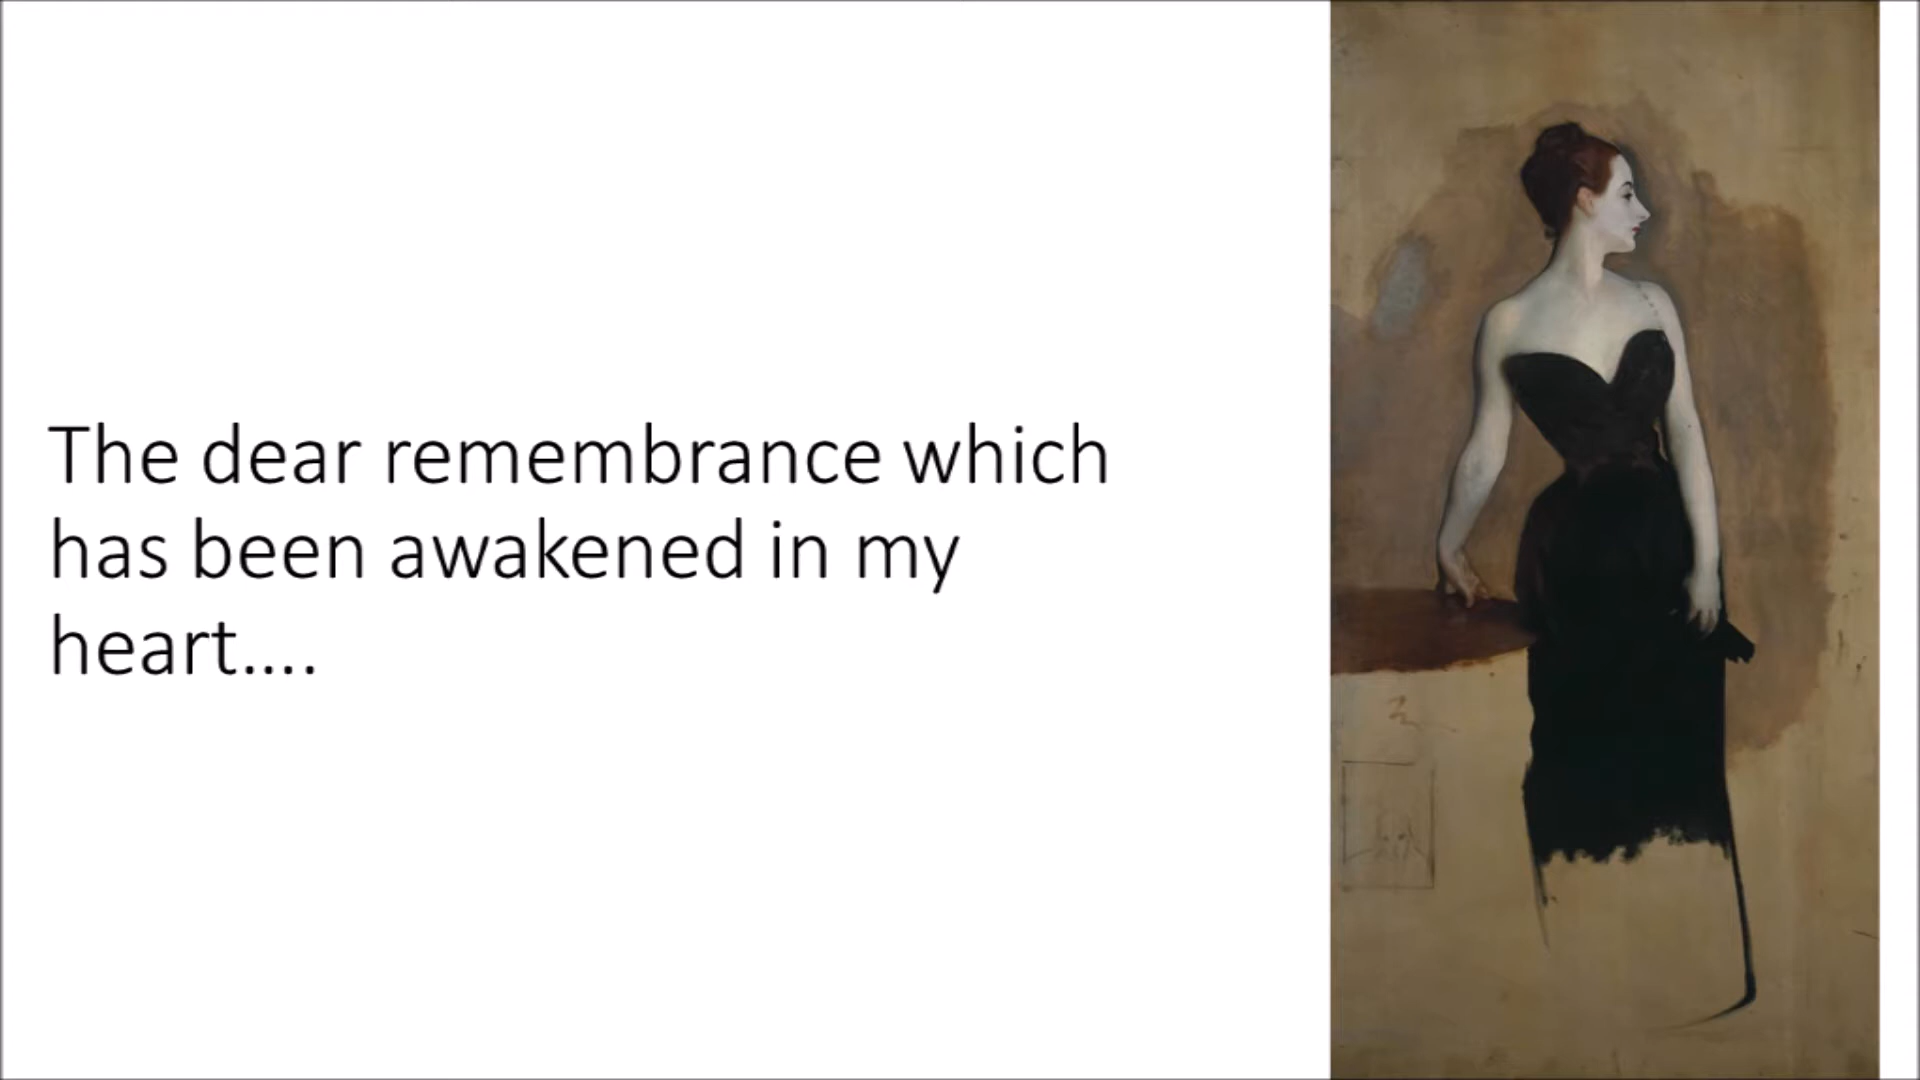 The dear remembrance which
has been awakened in my
heart....